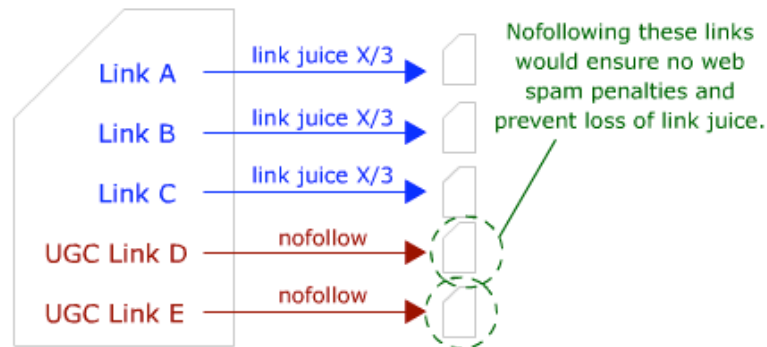 Link A
link juice X/3
Link B
link juice X/3
Link C
link juice X/3
UGC Link D
nofollow
UGC Link E
nofollow
Nofollowing these links
would ensure no web
spam penalties and
prevent loss of link juice.